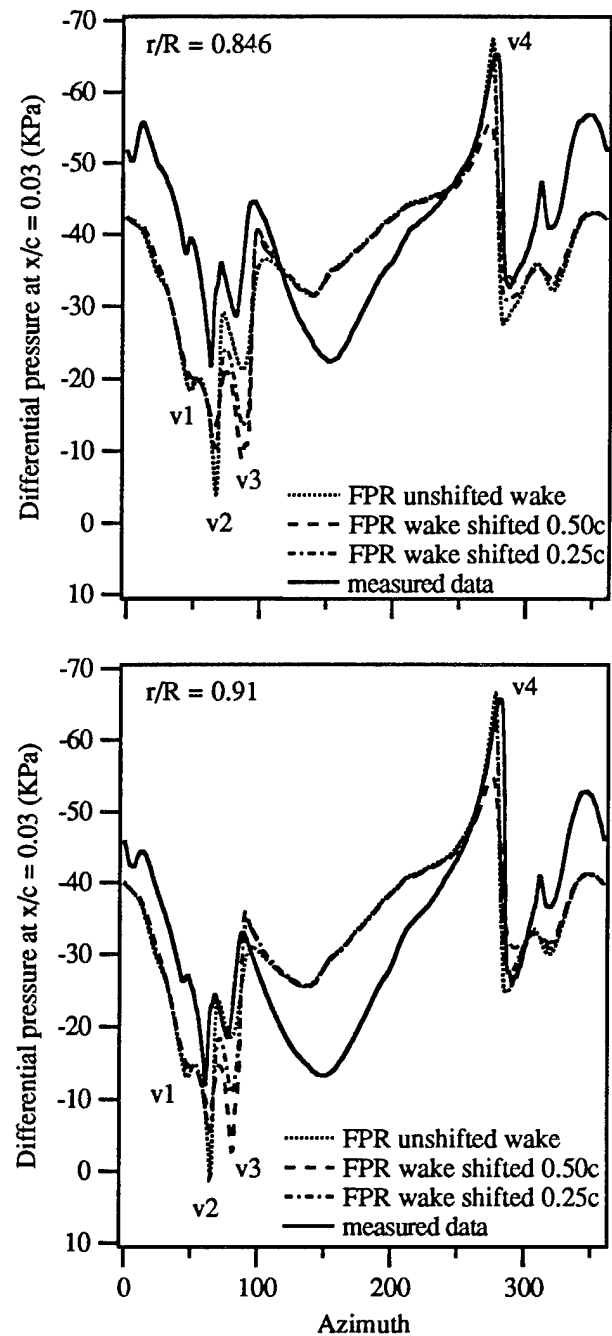 r/R = 0.846
v4
-70
-60
-50
-40
-30
-20
-10
0
10
Differential pressure at x/c = 0.03 (KPa)
v1
v2
v3
FPR unshifted wake
FPR wake shifted 0.50c
FPR wake shifted 0.25c
measured data
r/R = 0.91
v4
-70
-60
-50
-40
-30
-20
-10
0
10
Differential pressure at x/c = 0.03 (KPa)
v1
v2
v3
FPR unshifted wake
FPR wake shifted 0.50c
FPR wake shifted 0.25c
measured data
0
100
200
300
Azimuth